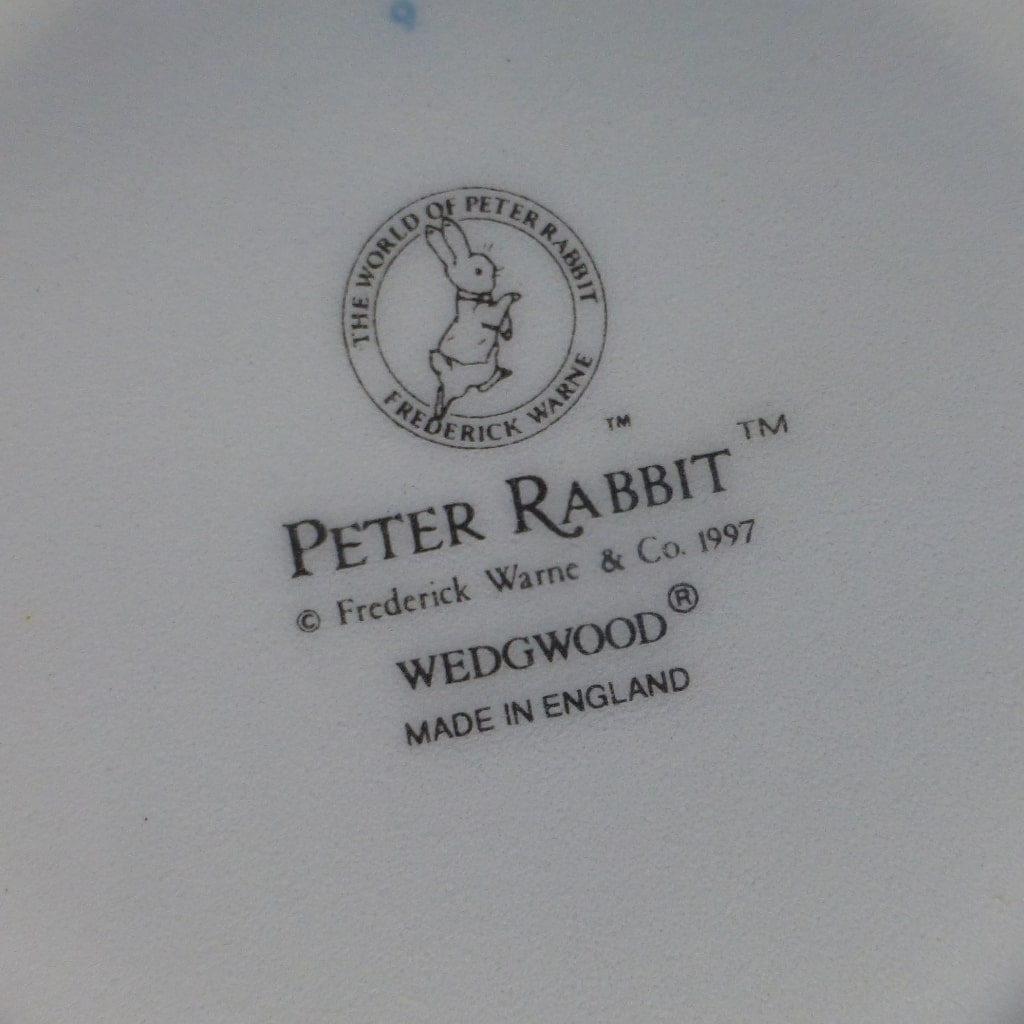 THE WORLD OF PETER RABBIT
FREDERICK WARNE
TM
PETER RABBIT TM
© Frederick Warne & Co. 1997
WEDGWOOD®
MADE IN ENGLAND